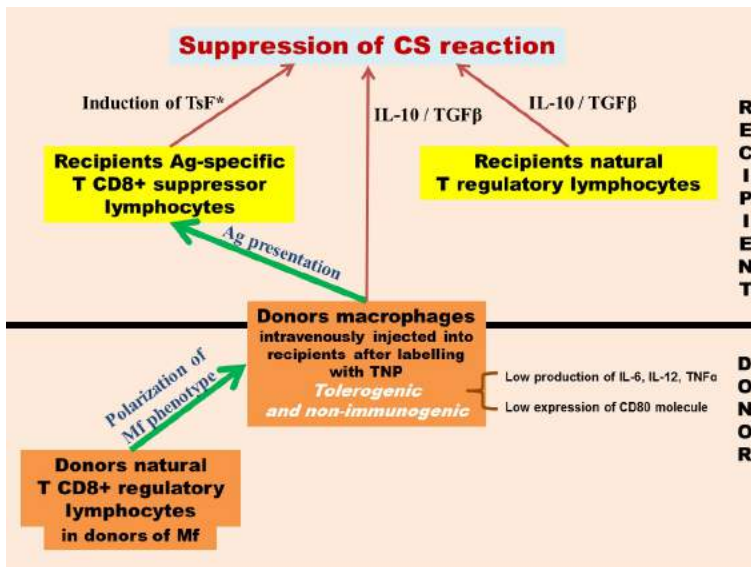 Suppression of CS reaction
Induction of TsF*
IL-10 / TGFβ
IL-10 / TGFβ
Recipients Ag-specific
T CD8+ suppressor
lymphocytes
Recipients natural
T regulatory lymphocytes
RECIPIENT
Ag presentation
Donors macrophages
intravenously injected into
recipients after labelling
with TNP
Tolerogenic
and non-immunogenic
Low production of IL-6, IL-12, TNFα
Low expression of CD80 molecule
DONOR
Polarization of
Mf phenotype
Donors natural
T CD8+ regulatory
lymphocytes
in donors of Mf